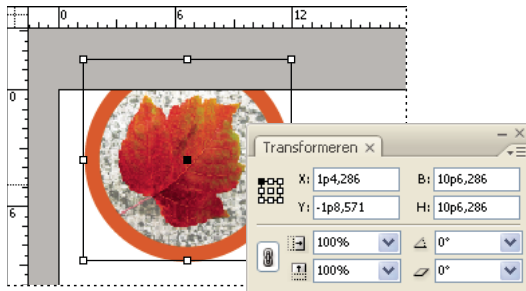 0 6 12
0
6
Transformeren
X: 1p4,286 B: 10p6,286
Y: -1p8,571 H: 10p6,286
100% 0°
100% 0°